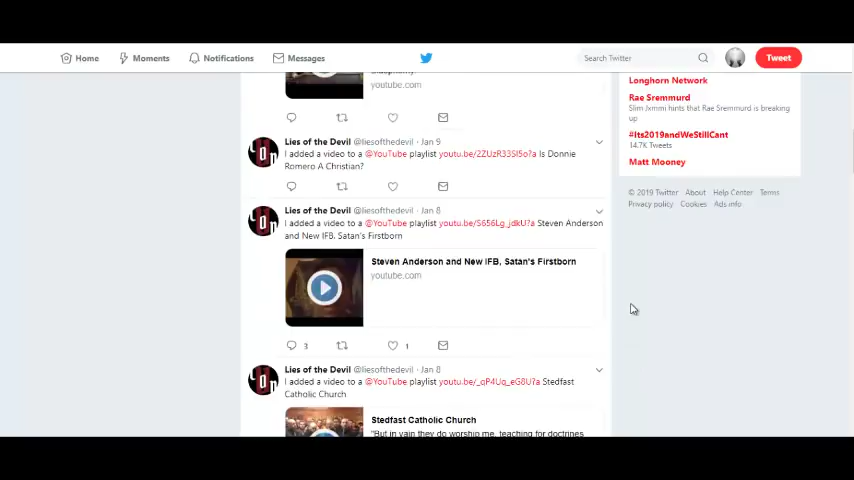 Home
Moments
Notifications
Messages
Search Twitter
Tweet
youtube.com
Longhorn Network
Rae Sremmurd
Slim Jxmmi hints that Rae Sremmurd is breaking
up
#Its2019andWeStillCant
14.7K Tweets
Matt Mooney
© 2019 Twitter About Help Center Terms
Privacy policy Cookies Ads info
Lies of the Devil @liesofthedevil · Jan 9
I added a video to a @YouTube playlist youtu.be/2ZUzR33Sl5o?a Is Donnie
Romero A Christian?
Lies of the Devil @liesofthedevil · Jan 8
I added a video to a @YouTube playlist youtu.be/S656Lg_jdkU?a Steven Anderson
and New IFB, Satan's Firstborn
Steven Anderson and New IFB, Satan's Firstborn
youtube.com
3
1
Lies of the Devil @liesofthedevil · Jan 8
I added a video to a @YouTube playlist youtu.be/_qP4Uq_eG8U?a Stedfast
Catholic Church
Stedfast Catholic Church
"But in vain they do worship me, teaching for doctrines